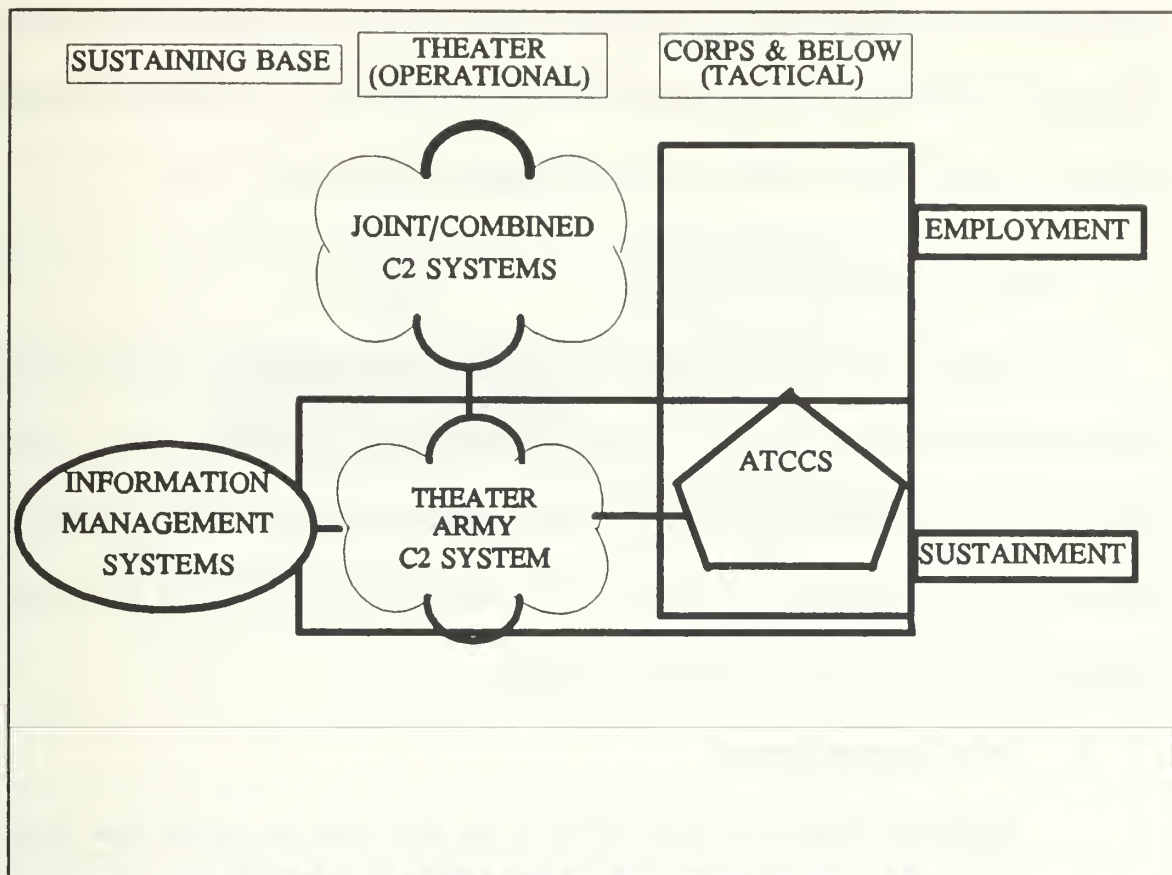 SUSTAINING BASE
THEATER
(OPERATIONAL)
CORPS & BELOW
(TACTICAL)
JOINT/COMBINED
C2 SYSTEMS
EMPLOYMENT
INFORMATION
MANAGEMENT
SYSTEMS
THEATER
ARMY
C2 SYSTEM
ATCCS
SUSTAINMENT